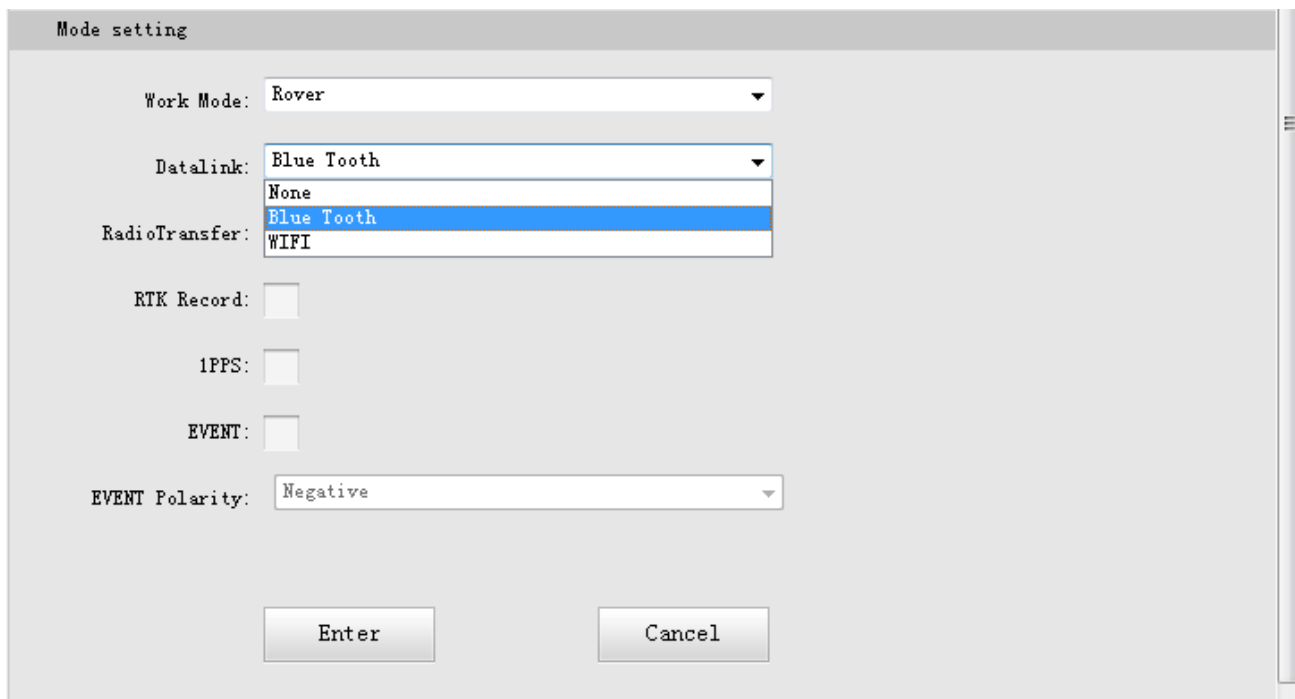 Mode setting
Work Mode: Rover
Datalink: Blue Tooth
None
Blue Tooth
RadioTransfer:
WIFI
RTK Record:
1PPS:
EVENT:
EVENT Polarity: Negative
Enter Cancel